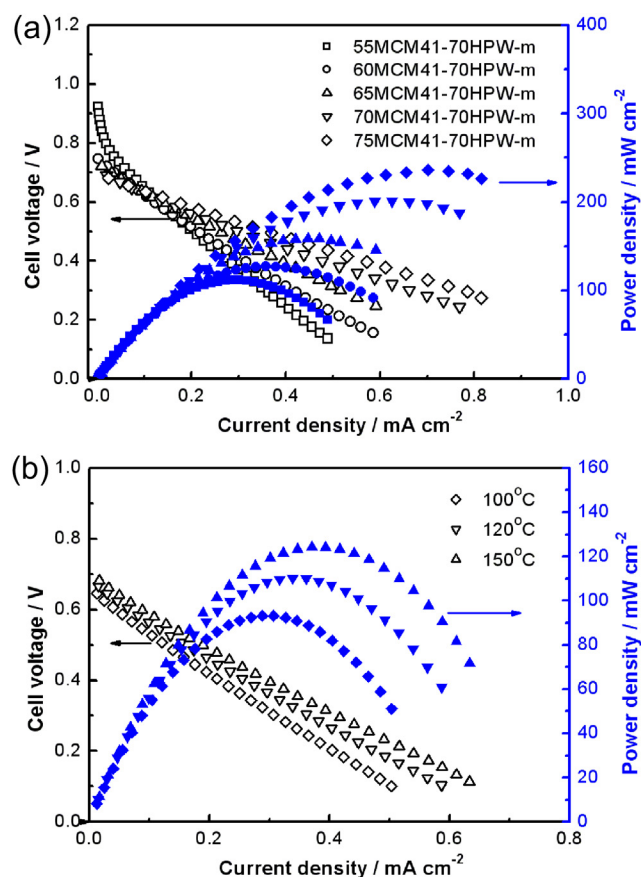 (a)
1.2
1.0
0.8
0.6
0.4
0.2
0.0
Cell voltage / V
55MCM41-70HPW-m
60MCM41-70HPW-m
65MCM41-70HPW-m
70MCM41-70HPW-m
75MCM41-70HPW-m
400
300
200
100
0
Power density / mW cm-2
0.0 0.2 0.4 0.6 0.8 1.0
Current density / mA cm-2
(b)
1.0
0.8
0.6
0.4
0.2
0.0
Cell voltage / V
100°C
120°C
150°C
160
140
120
100
80
60
40
20
0
Power density / mW cm-2
0.0 0.2 0.4 0.6 0.8
Current density / mA cm-2